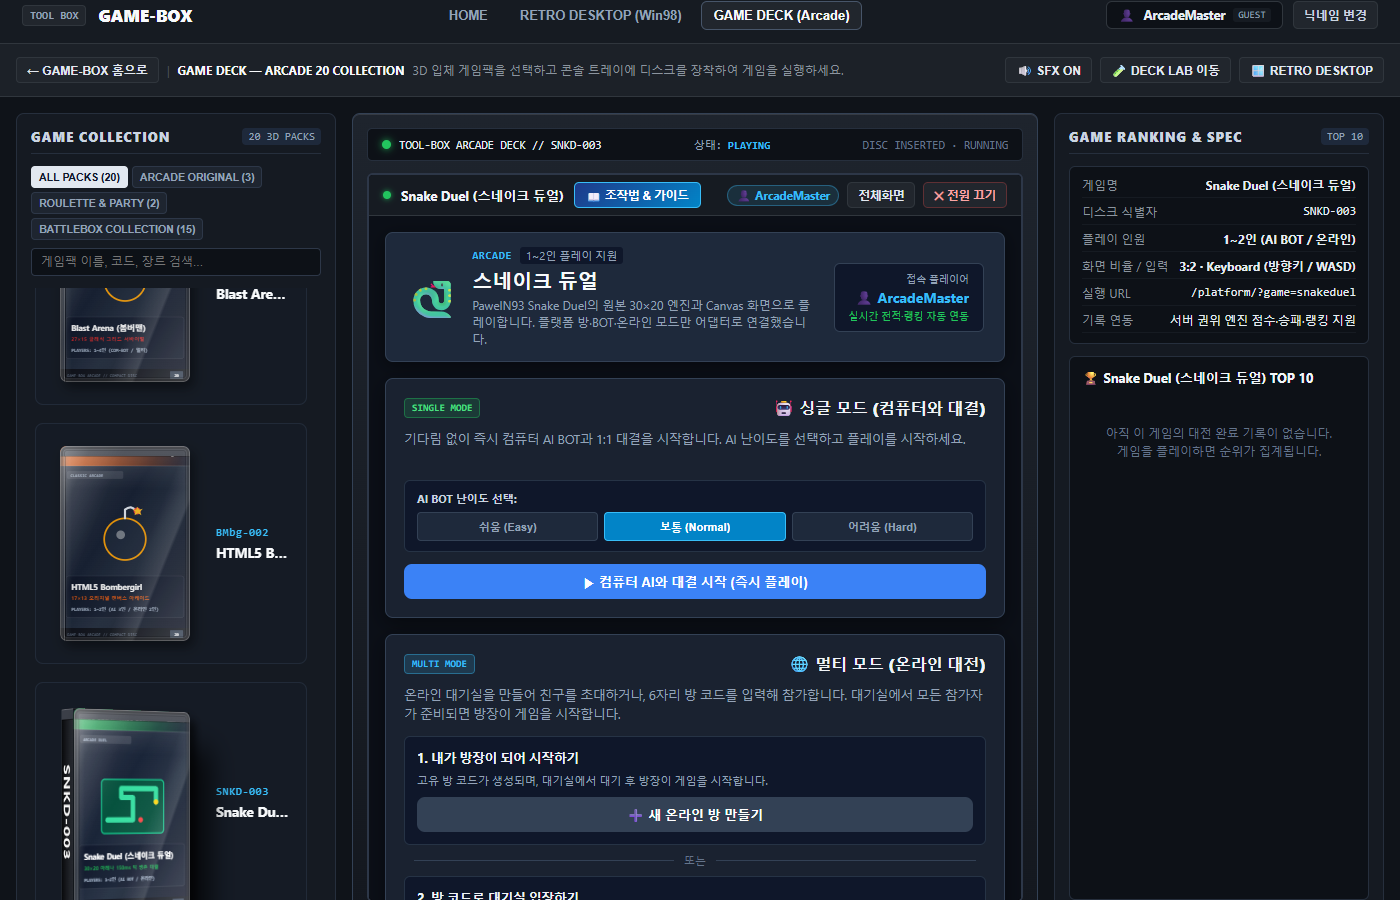 TOOL BOX
GAME-BOX
HOME
RETRO DESKTOP (Win98)
GAME DECK (Arcade)
ArcadeMaster GUEST
닉네임 변경
← GAME-BOX 홈으로
GAME DECK — ARCADE 20 COLLECTION
3D 입체 게임팩을 선택하고 콘솔 트레이에 디스크를 장착하여 게임을 실행하세요.
SFX ON
DECK LAB 이동
RETRO DESKTOP
GAME COLLECTION
20 3D PACKS
ALL PACKS (20)
ARCADE ORIGINAL (3)
ROULETTE & PARTY (2)
BATTLEBOX COLLECTION (15)
게임팩 이름, 코드, 장르 검색...
Blast Are...
Blast Arena (봄버맨)
CLASSIC ARCADE
BMbg-002
HTML5 B...
HTML5 Bombergirl
ARCADE DUEL
SNKD-003
SNKD-003
Snake Du...
Snake Duel (스네이크 듀얼)
TOOL-BOX ARCADE DECK // SNKD-003
상태: PLAYING
DISC INSERTED · RUNNING
Snake Duel (스네이크 듀얼)
조작법 & 가이드
ArcadeMaster
전체화면
전원 끄기
ARCADE
1~2인 플레이 지원
스네이크 듀얼
PawelN93 Snake Duel의 원본 30×20 엔진과 Canvas 화면으로 플
레이합니다. 플랫폼 방·BOT·온라인 모드만 어댑터로 연결했습니
다.
접속 플레이어
ArcadeMaster
실시간 전적·랭킹 자동 연동
SINGLE MODE
싱글 모드 (컴퓨터와 대결)
기다림 없이 즉시 컴퓨터 AI BOT과 1:1 대결을 시작합니다. AI 난이도를 선택하고 플레이를 시작하세요.
AI BOT 난이도 선택:
쉬움 (Easy)
보통 (Normal)
어려움 (Hard)
▶ 컴퓨터 AI와 대결 시작 (즉시 플레이)
MULTI MODE
멀티 모드 (온라인 대전)
온라인 대기실을 만들어 친구를 초대하거나, 6자리 방 코드를 입력해 참가합니다. 대기실에서 모든 참가자
가 준비되면 방장이 게임을 시작합니다.
1. 내가 방장이 되어 시작하기
고유 방 코드가 생성되며, 대기실에서 대기 후 방장이 게임을 시작합니다.
새 온라인 방 만들기
또는
2. 방 코드로 대기실 입장하기
GAME RANKING & SPEC
TOP 10
게임명
Snake Duel (스네이크 듀얼)
디스크 식별자
SNKD-003
플레이 인원
1~2인 (AI BOT / 온라인)
화면 비율 / 입력
3:2 · Keyboard (방향키 / WASD)
실행 URL
/platform/?game=snakeduel
기록 연동
서버 권위 엔진 점수·승패·랭킹 지원
Snake Duel (스네이크 듀얼) TOP 10
아직 이 게임의 대전 완료 기록이 없습니다.
게임을 플레이하면 순위가 집계됩니다.